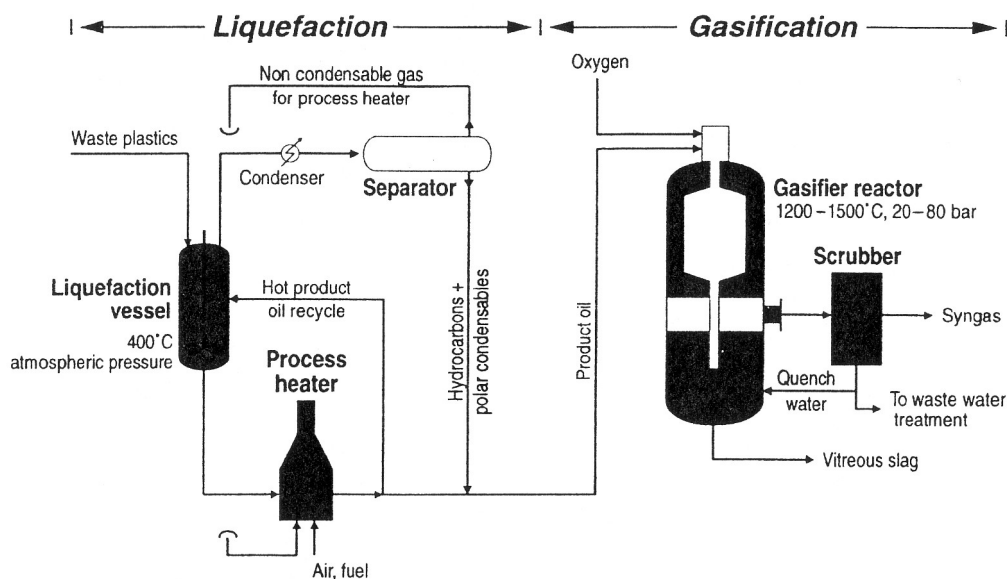 Liquefaction
Gasification
Non condensable gas
for process heater
Oxygen
Waste plastics
Condenser
Separator
Gasifier reactor
1200–1500°C, 20–80 bar
Liquefaction
vessel
400°C
atmospheric pressure
Hot product
oil recycle
Process
heater
Hydrocarbons +
polar condensables
Product oil
Scrubber
Syngas
Quench
water
To waste water
treatment
Vitreous slag
Air, fuel